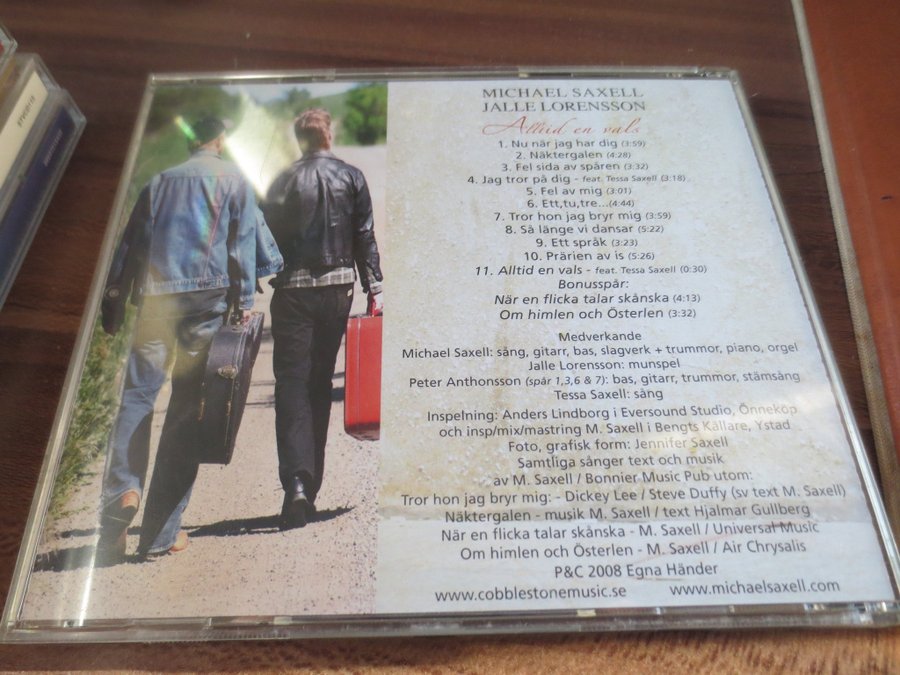 MICHAEL SAXELL
JALLE LORENSSON
Alltid en vals
1. Nu när jag har dig (3:59)
2. Näktergalen (4:28)
3. Fel sida av spåren (3:32)
4. Jag tror på dig - feat. Tessa Saxell (3:18)
5. Fel av mig (3:01)
6. Ett,tu,tre...(4:44)
7. Tror hon jag bryr mig (3:59)
8. Så länge vi dansar (5:22)
9. Ett språk (3:23)
10. Prärien av is (5:26)
11. Alltid en vals - feat. Tessa Saxell (0:30)
Bonusspår:
När en flicka talar skånska (4:13)
Om himlen och Österlen (3:32)
Medverkande
Michael Saxell: sång, gitarr, bas, slagverk + trummor, piano, orgel
Jalle Lorensson: munspel
Peter Anthonsson (spår 1,3,6 & 7): bas, gitarr, trummor, stämsång
Tessa Saxell: sång
Inspelning: Anders Lindborg i Eversound Studio, Önneköp
och insp/mix/mastring M. Saxell i Bengts Källare, Ystad
Foto, grafisk form: Jennifer Saxell
Samtliga sånger text och musik
av M. Saxell / Bonnier Music Pub utom:
Tror hon jag bryr mig: - Dickey Lee / Steve Duffy (sv text M. Saxell)
Näktergalen - musik M. Saxell / text Hjalmar Gullberg
När en flicka talar skånska - M. Saxell / Universal Music
Om himlen och Österlen - M. Saxell / Air Chrysalis
P&C 2008 Egna Händer
www.cobblestonemusic.se www.michaelsaxell.com